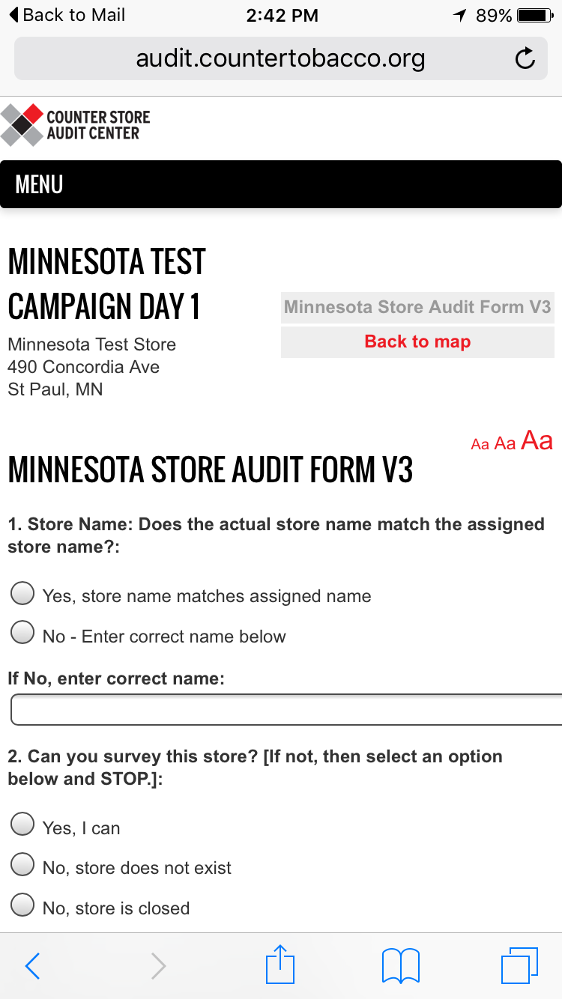 Back to Mail 2:42 PM 89%
audit.countertobacco.org
COUNTER STORE
AUDIT CENTER
MENU
MINNESOTA TEST
CAMPAIGN DAY 1
Minnesota Test Store
490 Concordia Ave
St Paul, MN
Minnesota Store Audit Form V3
Back to map
Aa Aa Aa
MINNESOTA STORE AUDIT FORM V3
1. Store Name: Does the actual store name match the assigned
store name?:
Yes, store name matches assigned name
No - Enter correct name below
If No, enter correct name:
2. Can you survey this store? [If not, then select an option
below and STOP.]:
Yes, I can
No, store does not exist
No, store is closed